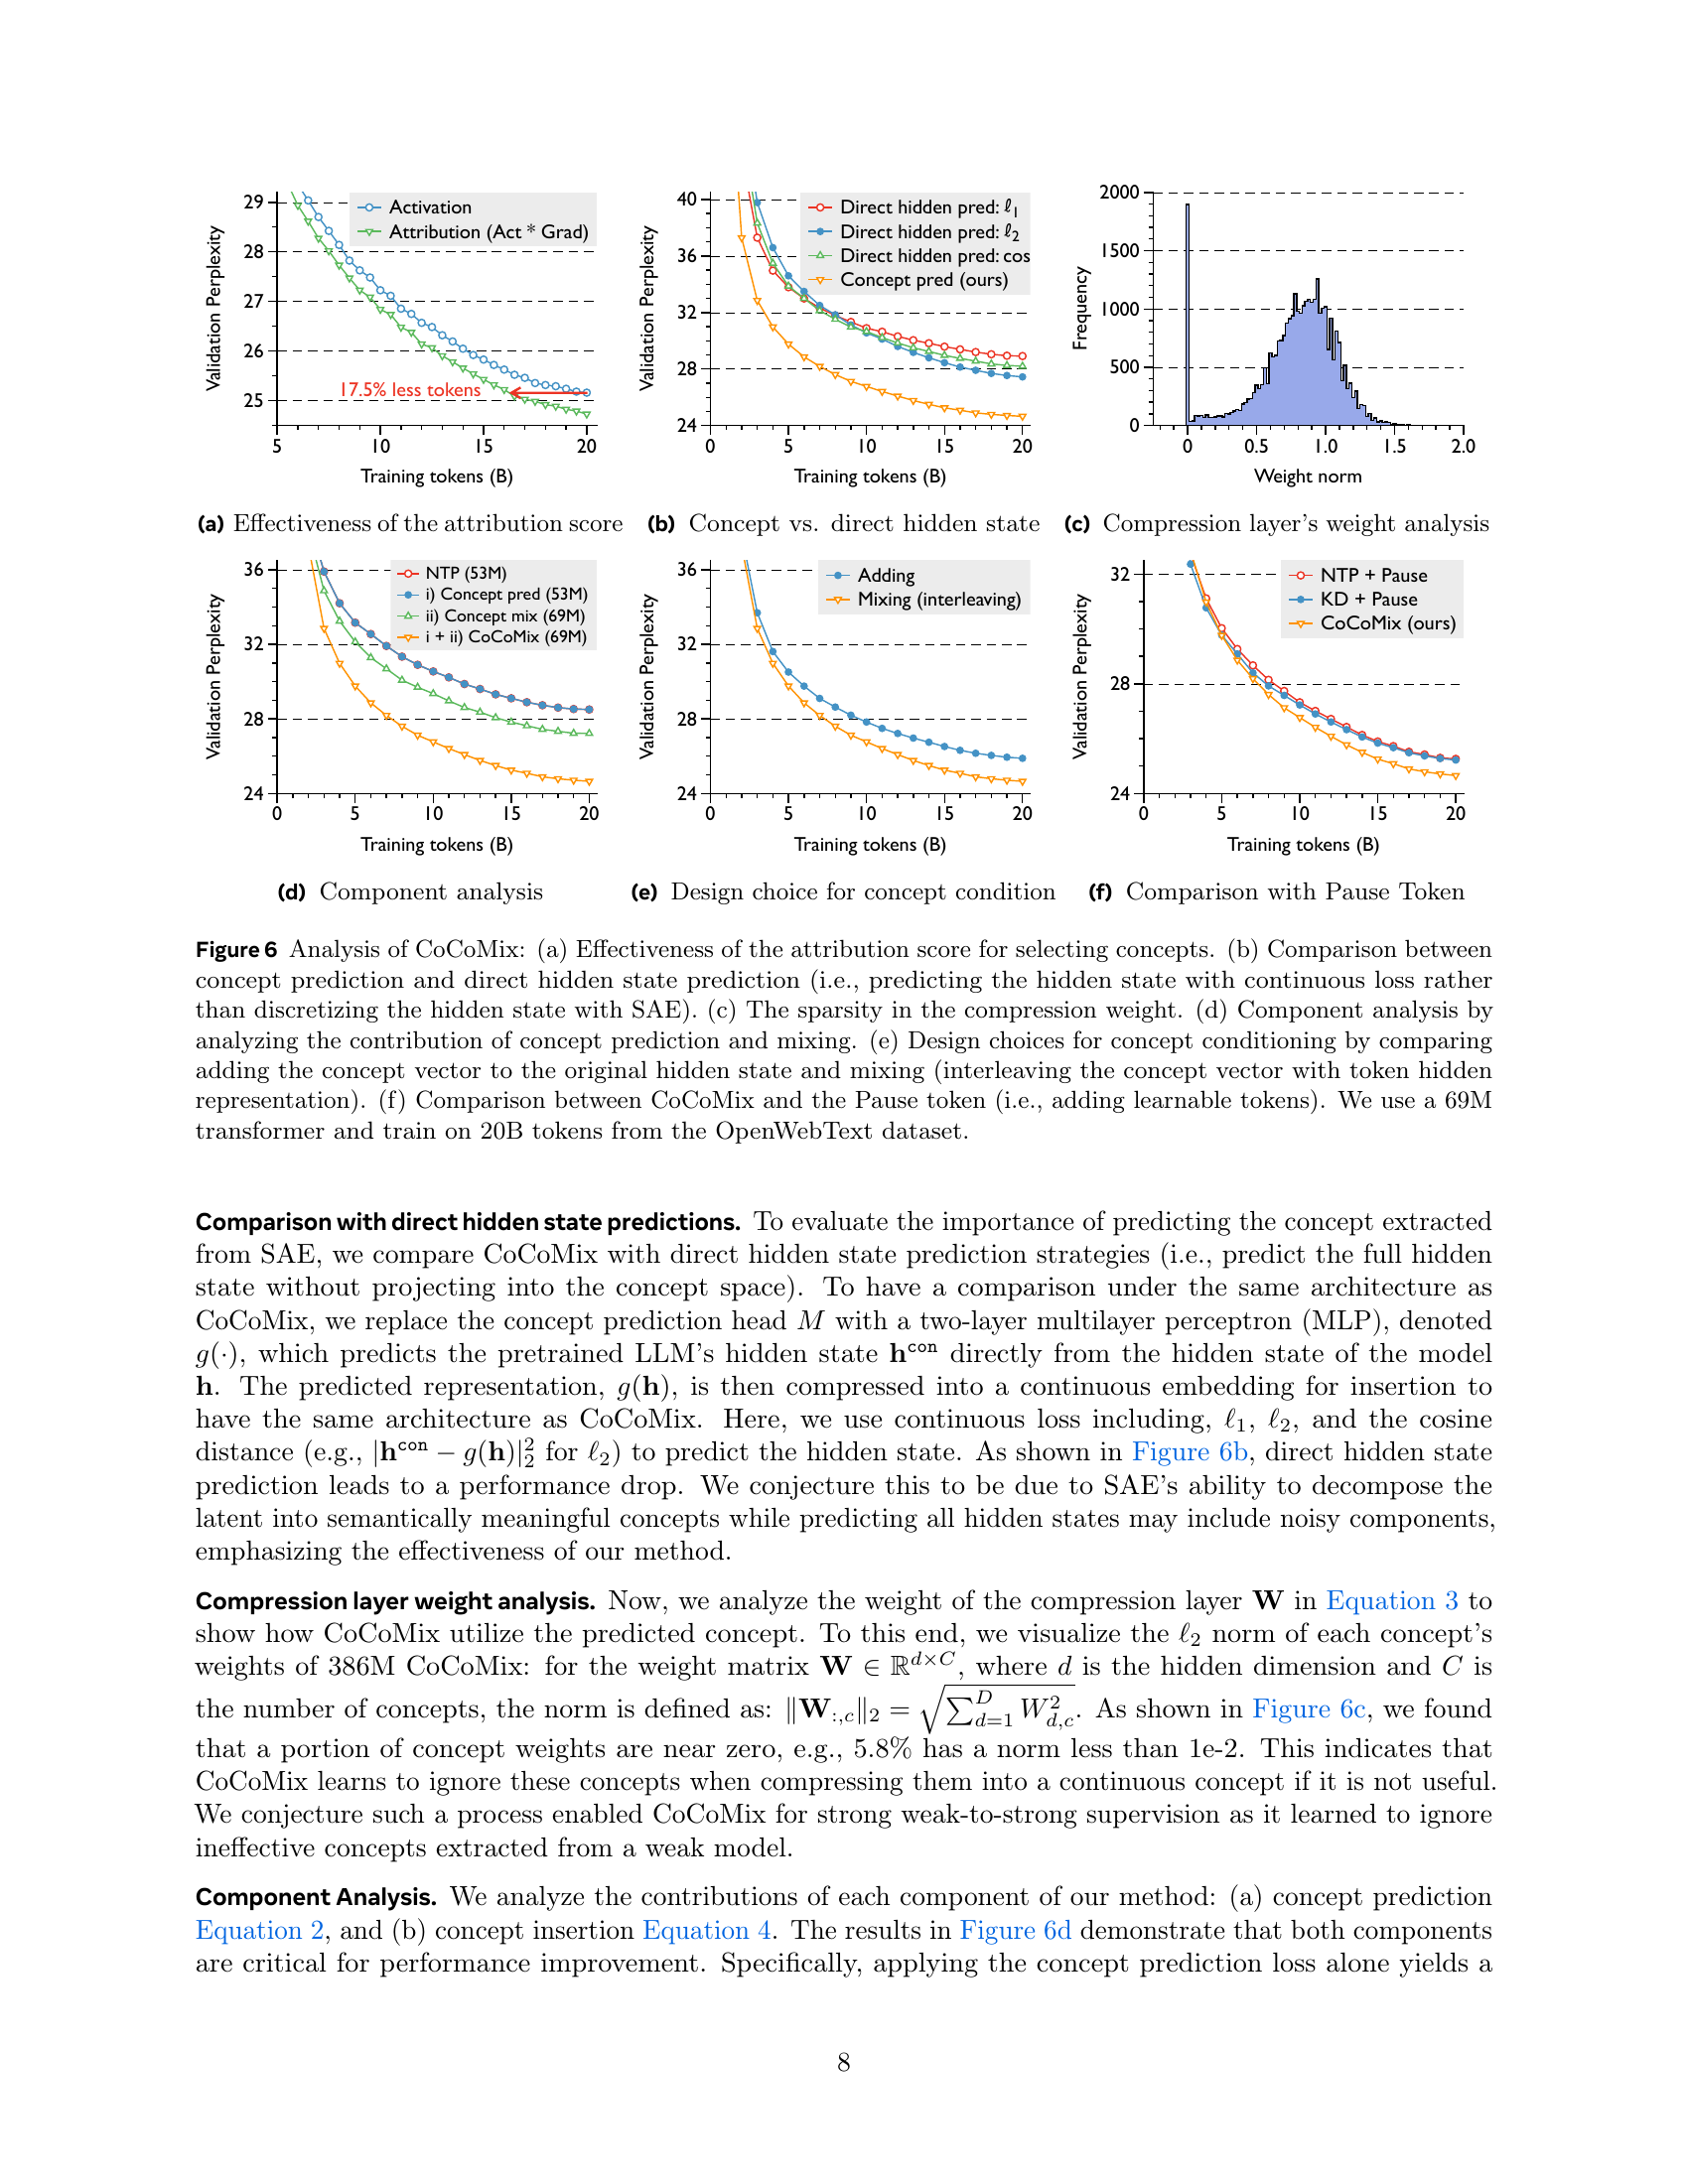 29
28
27
26
25
Validation Perplexity
Activation
Attribution (Act * Grad)
17.5% less tokens
5 10 15 20
Training tokens (B)
(a) Effectiveness of the attribution score
40
36
32
28
24
Validation Perplexity
Direct hidden pred: ℓ1
Direct hidden pred: ℓ2
Direct hidden pred: cos
Concept pred (ours)
0 5 10 15 20
Training tokens (B)
(b) Concept vs. direct hidden state
2000
1500
1000
500
0
Frequency
0 0.5 1.0 1.5 2.0
Weight norm
(c) Compression layer's weight analysis
36
32
28
24
Validation Perplexity
NTP (53M)
i) Concept pred (53M)
ii) Concept mix (69M)
i + ii) CoCoMix (69M)
0 5 10 15 20
Training tokens (B)
(d) Component analysis
36
32
28
24
Validation Perplexity
Adding
Mixing (interleaving)
0 5 10 15 20
Training tokens (B)
(e) Design choice for concept condition
32
28
24
Validation Perplexity
NTP + Pause
KD + Pause
CoCoMix (ours)
0 5 10 15 20
Training tokens (B)
(f) Comparison with Pause Token
Figure 6 Analysis of CoCoMix: (a) Effectiveness of the attribution score for selecting concepts. (b) Comparison between
concept prediction and direct hidden state prediction (i.e., predicting the hidden state with continuous loss rather
than discretizing the hidden state with SAE). (c) The sparsity in the compression weight. (d) Component analysis by
analyzing the contribution of concept prediction and mixing. (e) Design choices for concept conditioning by comparing
adding the concept vector to the original hidden state and mixing (interleaving the concept vector with token hidden
representation). (f) Comparison between CoCoMix and the Pause token (i.e., adding learnable tokens). We use a 69M
transformer and train on 20B tokens from the OpenWebText dataset.
Comparison with direct hidden state predictions. To evaluate the importance of predicting the concept extracted
from SAE, we compare CoCoMix with direct hidden state prediction strategies (i.e., predict the full hidden
state without projecting into the concept space). To have a comparison under the same architecture as
CoCoMix, we replace the concept prediction head M with a two-layer multilayer perceptron (MLP), denoted
g(·), which predicts the pretrained LLM's hidden state h^con directly from the hidden state of the model
h. The predicted representation, g(h), is then compressed into a continuous embedding for insertion to
have the same architecture as CoCoMix. Here, we use continuous loss including, ℓ1, ℓ2, and the cosine
distance (e.g., |h^con − g(h)|₂² for ℓ2) to predict the hidden state. As shown in Figure 6b, direct hidden state
prediction leads to a performance drop. We conjecture this to be due to SAE's ability to decompose the
latent into semantically meaningful concepts while predicting all hidden states may include noisy components,
emphasizing the effectiveness of our method.
Compression layer weight analysis. Now, we analyze the weight of the compression layer W in Equation 3 to
show how CoCoMix utilize the predicted concept. To this end, we visualize the ℓ2 norm of each concept's
weights of 386M CoCoMix: for the weight matrix W ∈ ℝ^{d×C}, where d is the hidden dimension and C is
the number of concepts, the norm is defined as: ‖W_{:,c}‖₂ = √(∑_{d=1}^{D} W²_{d,c}). As shown in Figure 6c, we found
that a portion of concept weights are near zero, e.g., 5.8% has a norm less than 1e-2. This indicates that
CoCoMix learns to ignore these concepts when compressing them into a continuous concept if it is not useful.
We conjecture such a process enabled CoCoMix for strong weak-to-strong supervision as it learned to ignore
ineffective concepts extracted from a weak model.
Component Analysis. We analyze the contributions of each component of our method: (a) concept prediction
Equation 2, and (b) concept insertion Equation 4. The results in Figure 6d demonstrate that both components
are critical for performance improvement. Specifically, applying the concept prediction loss alone yields a
8